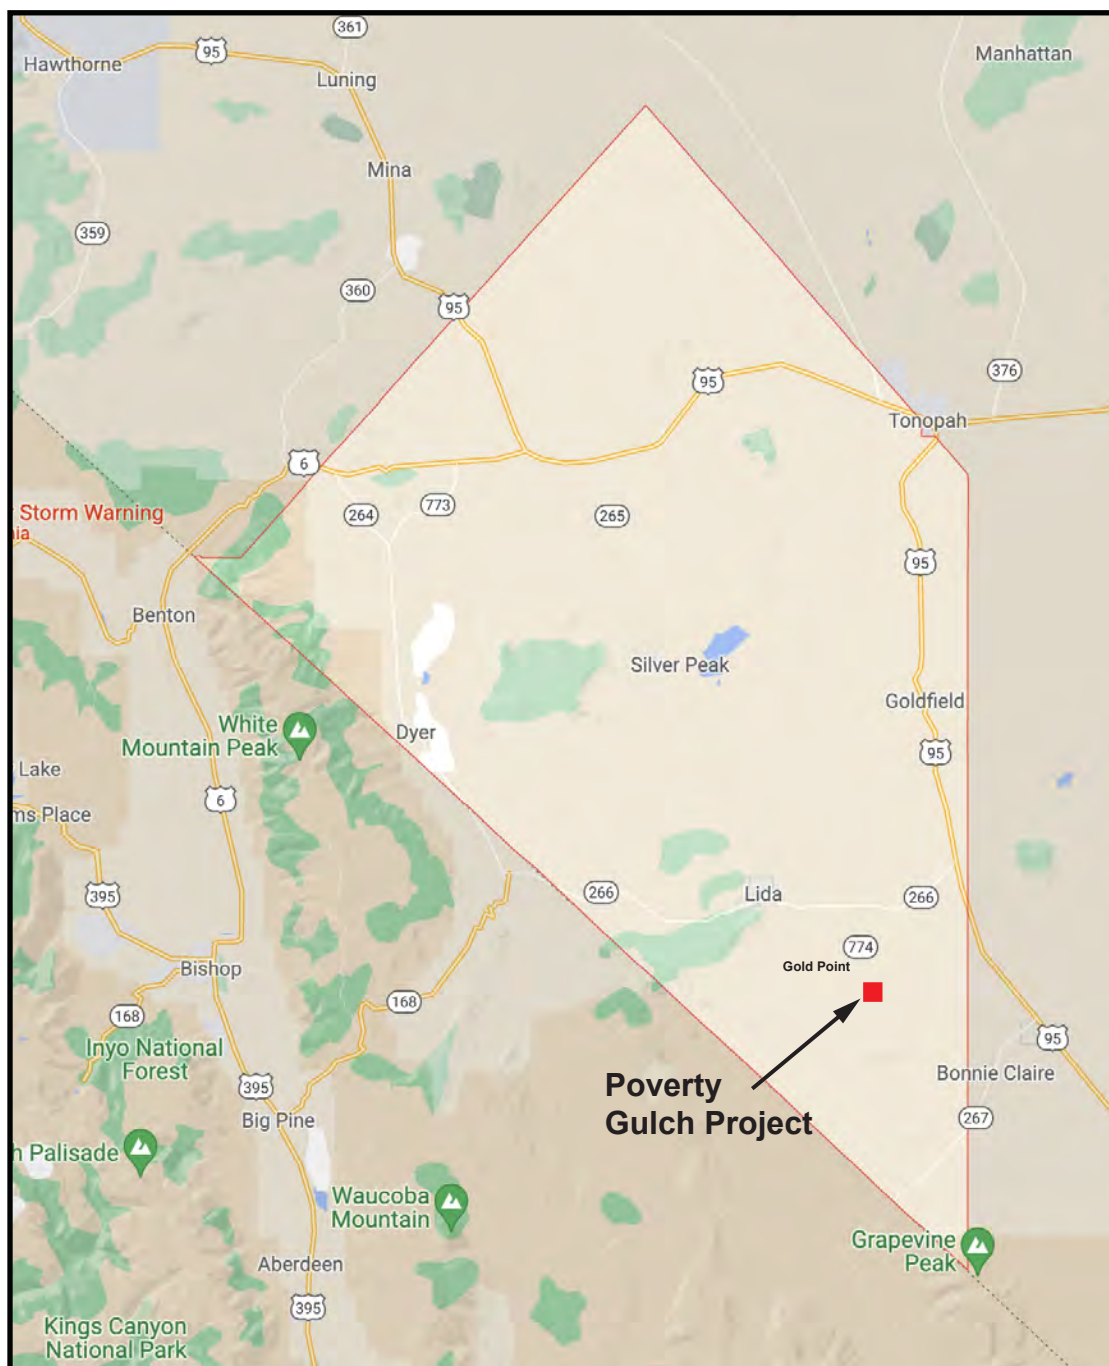 361
Manhattan
95
Hawthorne
Luning
Mina
359
360
95
376
95
Tonopah
6
773
264
265
Storm Warning
nia
95
Benton
Silver Peak
Goldfield
White
Mountain Peak
Dyer
95
Lake
6
ms Place
395
266
Lida
266
774
Gold Point
Bishop
168
168
95
Inyo National
Forest
Bonnie Claire
395
Poverty
Gulch Project
Big Pine
267
h Palisade
Waucoba
Mountain
Grapevine
Peak
Aberdeen
395
Kings Canyon
National Park